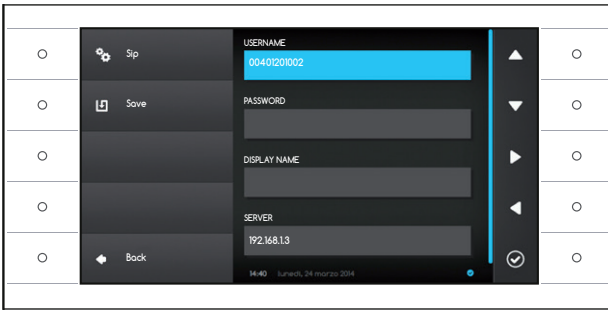 Sip
Save
Back
USERNAME
00401201002
PASSWORD
DISPLAY NAME
SERVER
192.168.1.3
14:40 lunedì, 24 marzo 2014